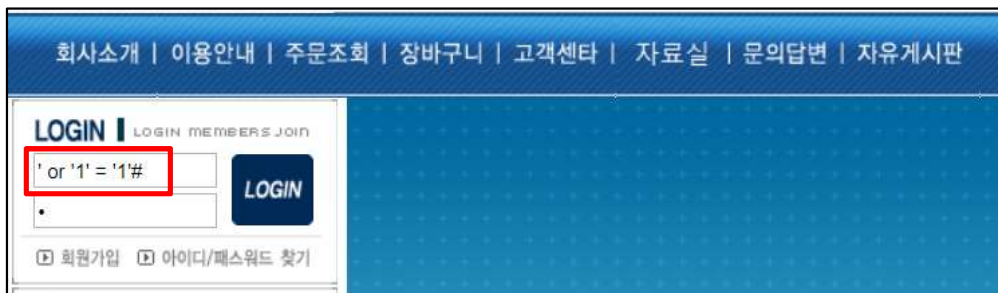 회사소개 | 이용안내 | 주문조회 | 장바구니 | 고객센타 | 자료실 | 문의답변 | 자유게시판
LOGIN LOGIN MEMBERS JOIN
' or '1' = '1'#
LOGIN
•
회원가입 아이디/패스워드 찾기